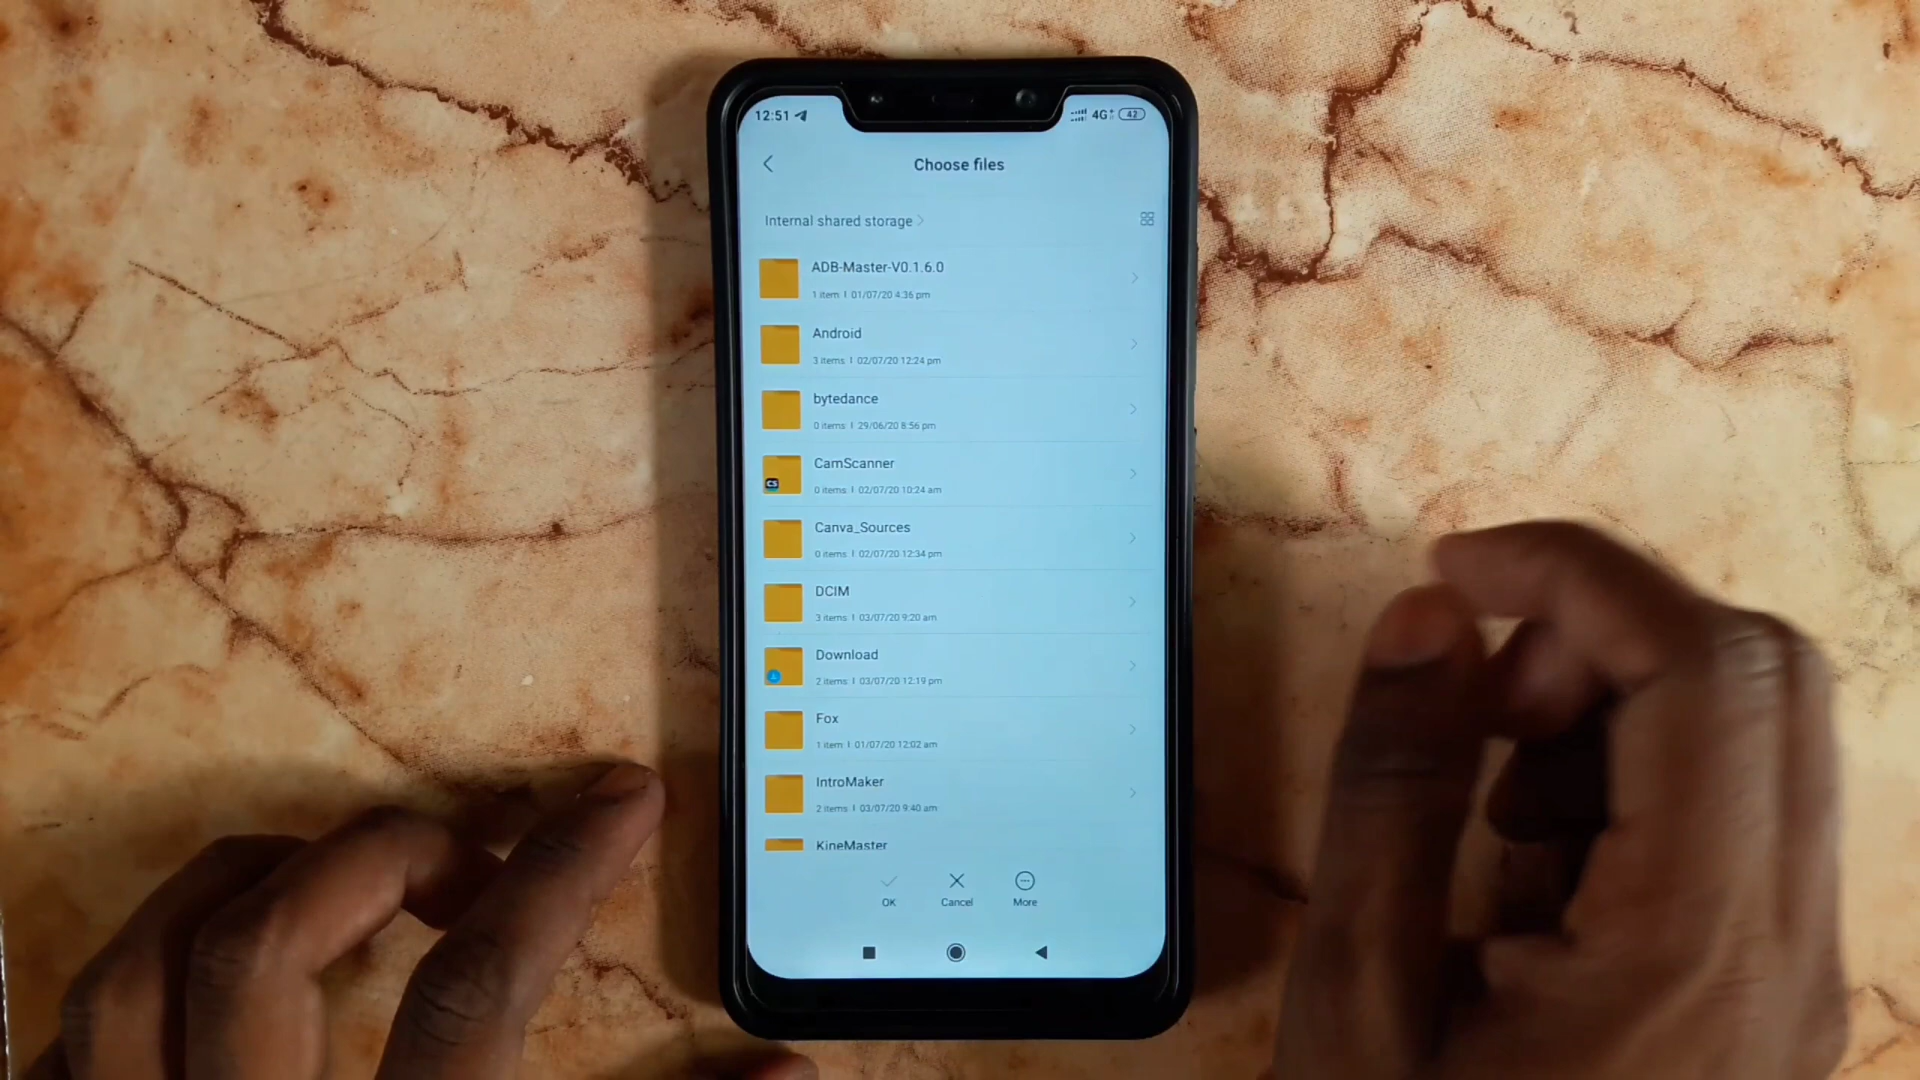 12:51 4G+ 42
Choose files
Internal shared storage
ADB-Master-V0.1.6.0
1 item | 01/07/20 4:36 pm
Android
3 items | 02/07/20 12:24 pm
bytedance
0 items | 29/06/20 8:56 pm
CS
CamScanner
0 items | 02/07/20 10:24 am
Canva_Sources
0 items | 02/07/20 12:34 pm
DCIM
3 items | 03/07/20 9:20 am
Download
2 items | 03/07/20 12:19 pm
Fox
1 item | 01/07/20 12:02 am
IntroMaker
2 items | 03/07/20 9:40 am
KineMaster
OK Cancel More